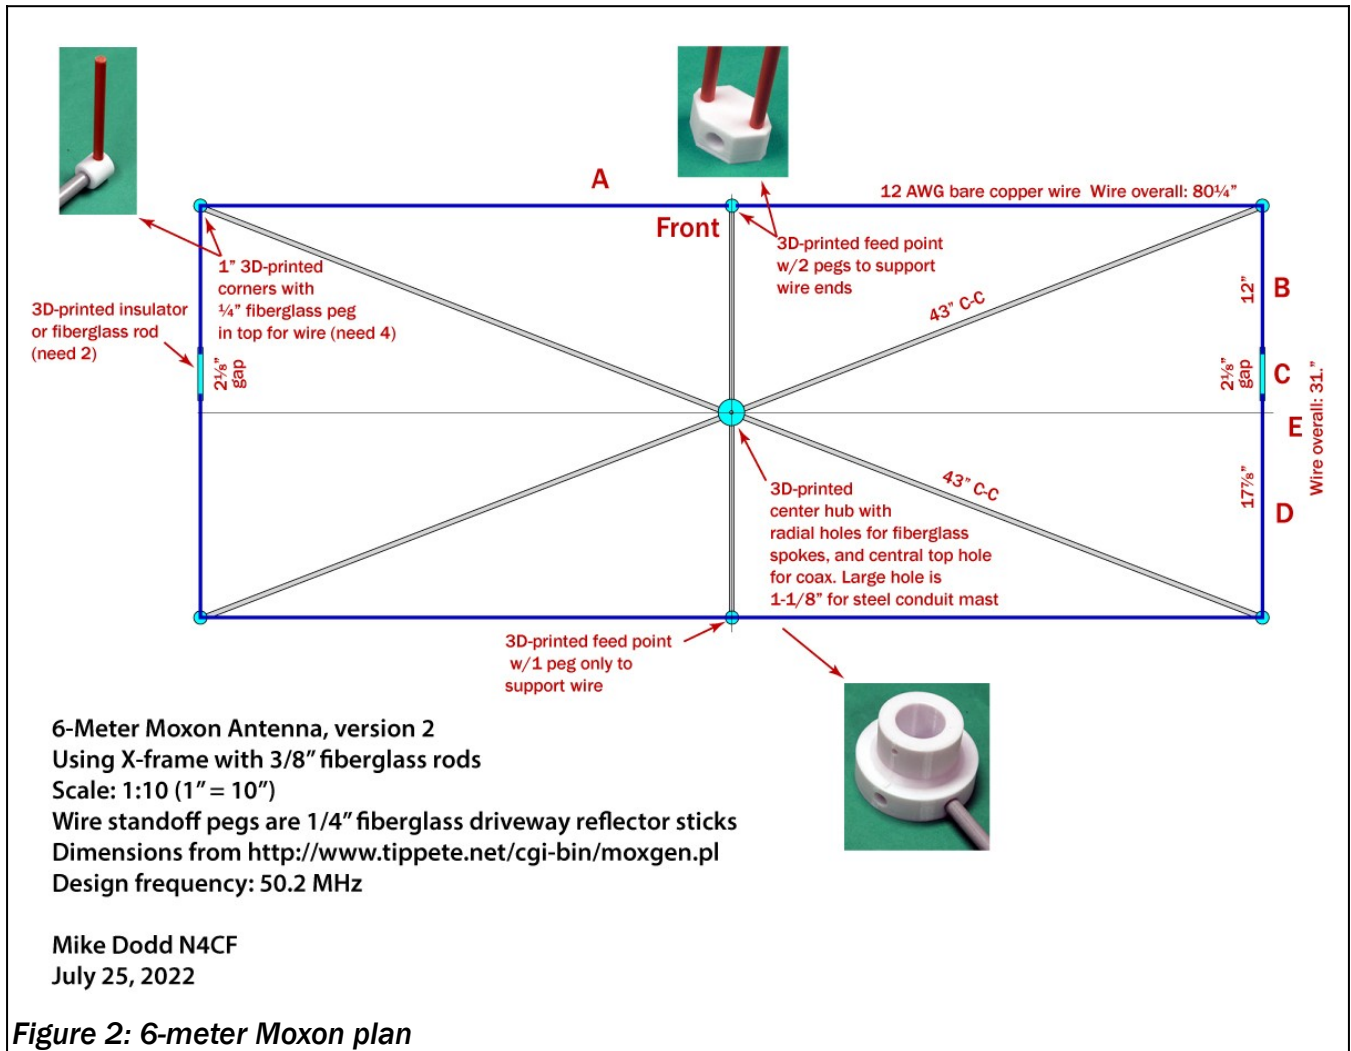 A
12 AWG bare copper wire  Wire overall: 80¼”
Front
3D-printed feed point
w/2 pegs to support
wire ends
1” 3D-printed
corners with
¼” fiberglass peg
in top for wire (need 4)
3D-printed insulator
or fiberglass rod
(need 2)
2⅛”
gap
43” C-C
12”
B
2⅛”
gap
C
E
Wire overall: 31.”
17⅞”
D
43” C-C
3D-printed
center hub with
radial holes for fiberglass
spokes, and central top hole
for coax. Large hole is
1-1/8” for steel conduit mast
3D-printed feed point
w/1 peg only to
support wire
6-Meter Moxon Antenna, version 2
Using X-frame with 3/8” fiberglass rods
Scale: 1:10 (1” = 10”)
Wire standoff pegs are 1/4” fiberglass driveway reflector sticks
Dimensions from http://www.tippete.net/cgi-bin/moxgen.pl
Design frequency: 50.2 MHz
Mike Dodd N4CF
July 25, 2022
Figure 2: 6-meter Moxon plan